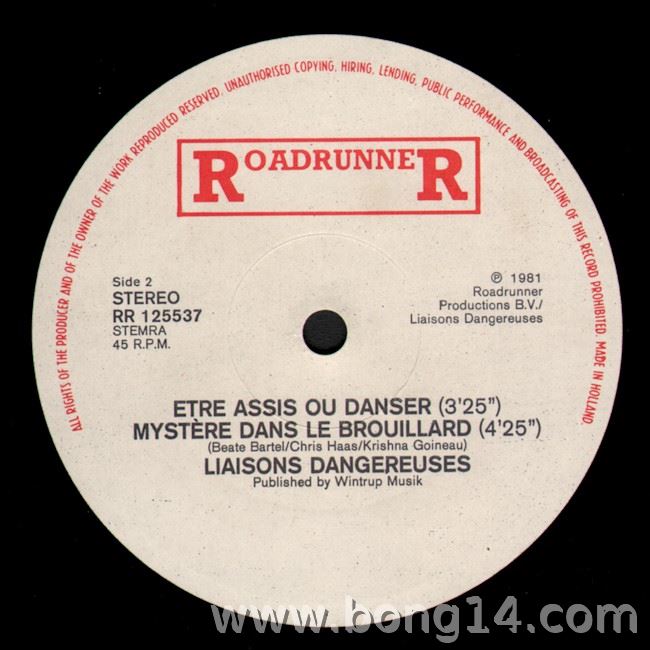 ALL RIGHTS OF THE PRODUCER AND OF THE OWNER OF THE WORK REPRODUCED RESERVED. UNAUTHORISED COPYING, HIRING, LENDING, PUBLIC PERFORMANCE AND BROADCASTING OF THIS RECORD PROHIBITED. MADE IN HOLLAND.
ROADRUNNER
Side 2
STEREO
RR 125537
STEMRA
45 R.P.M.
℗ 1981
Roadrunner
Productions B.V./
Liaisons Dangereuses
ETRE ASSIS OU DANSER (3'25")
MYSTÈRE DANS LE BROUILLARD (4'25")
(Beate Bartel/Chris Haas/Krishna Goineau)
LIAISONS DANGEREUSES
Published by Wintrup Musik
www.bong14.com